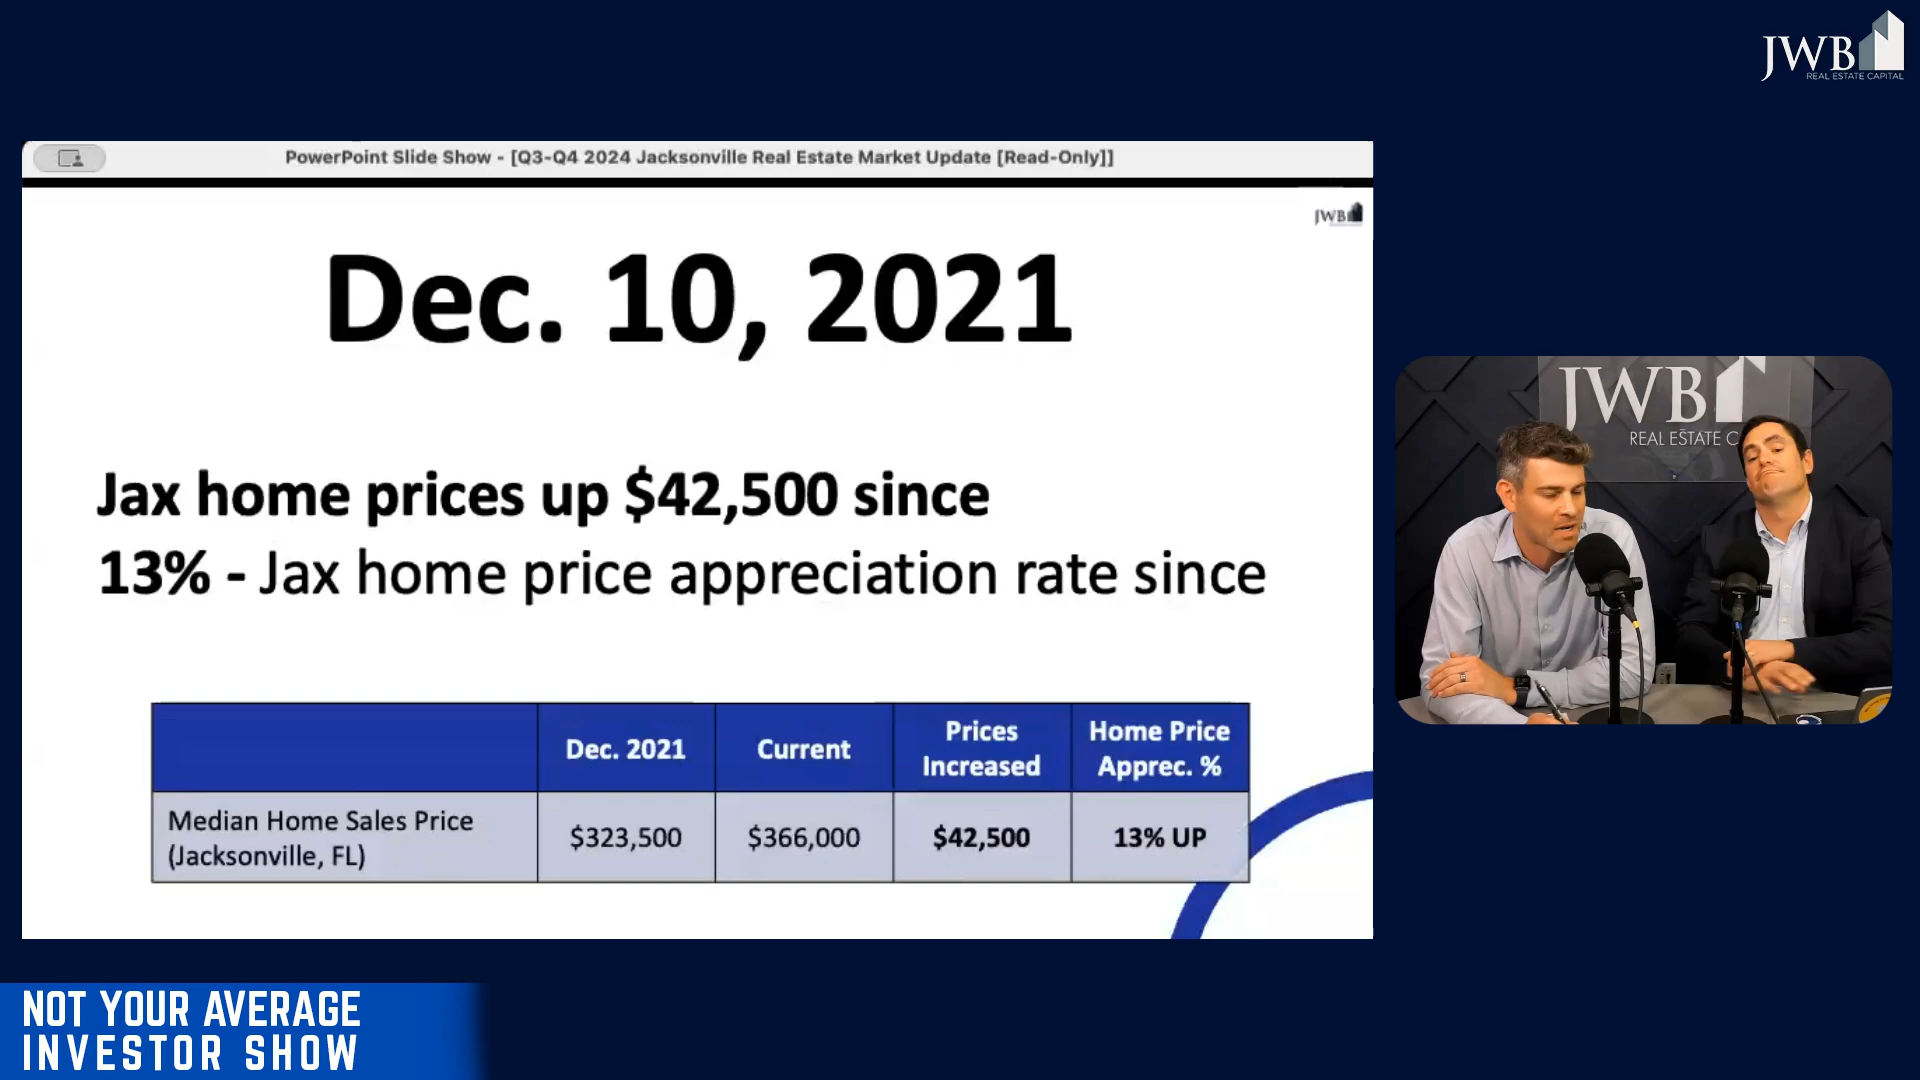 JWB
REAL ESTATE CAPITAL
PowerPoint Slide Show - [Q3-Q4 2024 Jacksonville Real Estate Market Update [Read-Only]]
JWB
Dec. 10, 2021
Jax home prices up $42,500 since
13% - Jax home price appreciation rate since
Dec. 2021
Current
Prices
Increased
Home Price
Apprec. %
Median Home Sales Price
(Jacksonville, FL)
$323,500
$366,000
$42,500
13% UP
JWB
REAL ESTATE C
NOT YOUR AVERAGE
INVESTOR SHOW